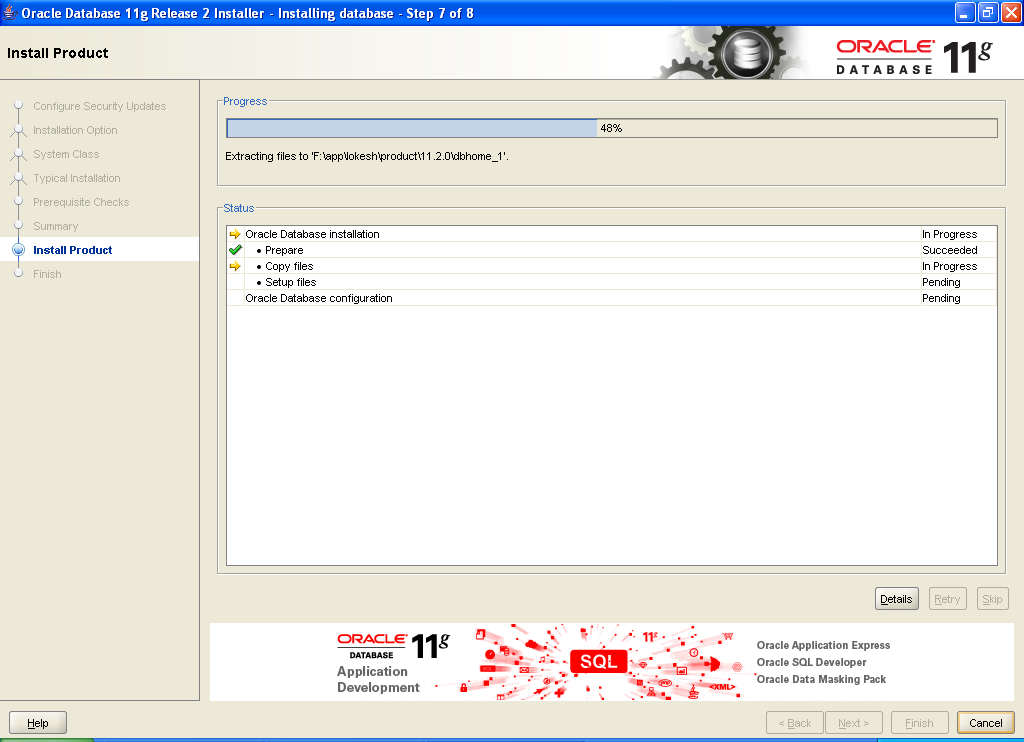 Oracle Database 11g Release 2 Installer - Installing database - Step 7 of 8
Install Product
ORACLE
DATABASE 11g
Configure Security Updates
Installation Option
System Class
Typical Installation
Prerequisite Checks
Summary
Install Product
Finish
Progress
48%
Extracting files to 'F:\app\lokesh\product\11.2.0\dbhome_1'.
Status
Oracle Database installation In Progress
• Prepare Succeeded
• Copy files In Progress
• Setup files Pending
Oracle Database configuration Pending
Details Retry Skip
ORACLE
DATABASE 11g
Application
Development
11g
SQL
php
<XML>
Oracle Application Express
Oracle SQL Developer
Oracle Data Masking Pack
Help < Back Next > Finish Cancel